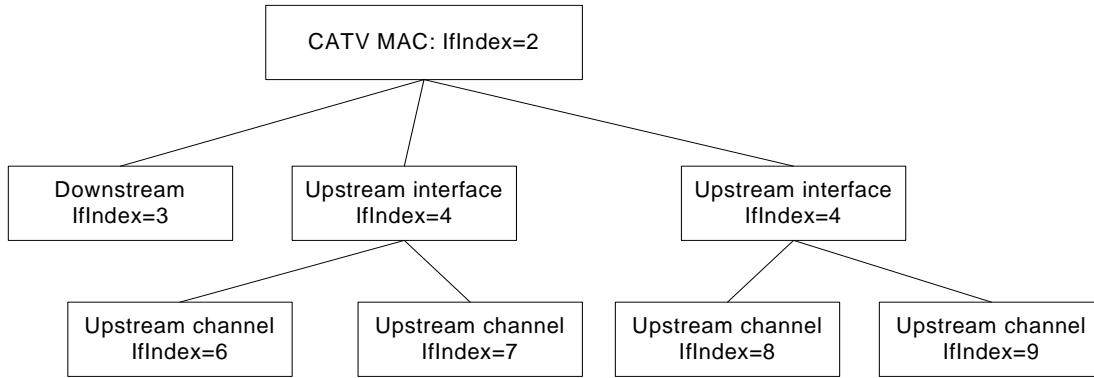 CATV MAC: IfIndex=2
Downstream
IfIndex=3
Upstream interface
IfIndex=4
Upstream interface
IfIndex=4
Upstream channel
IfIndex=6
Upstream channel
IfIndex=7
Upstream channel
IfIndex=8
Upstream channel
IfIndex=9